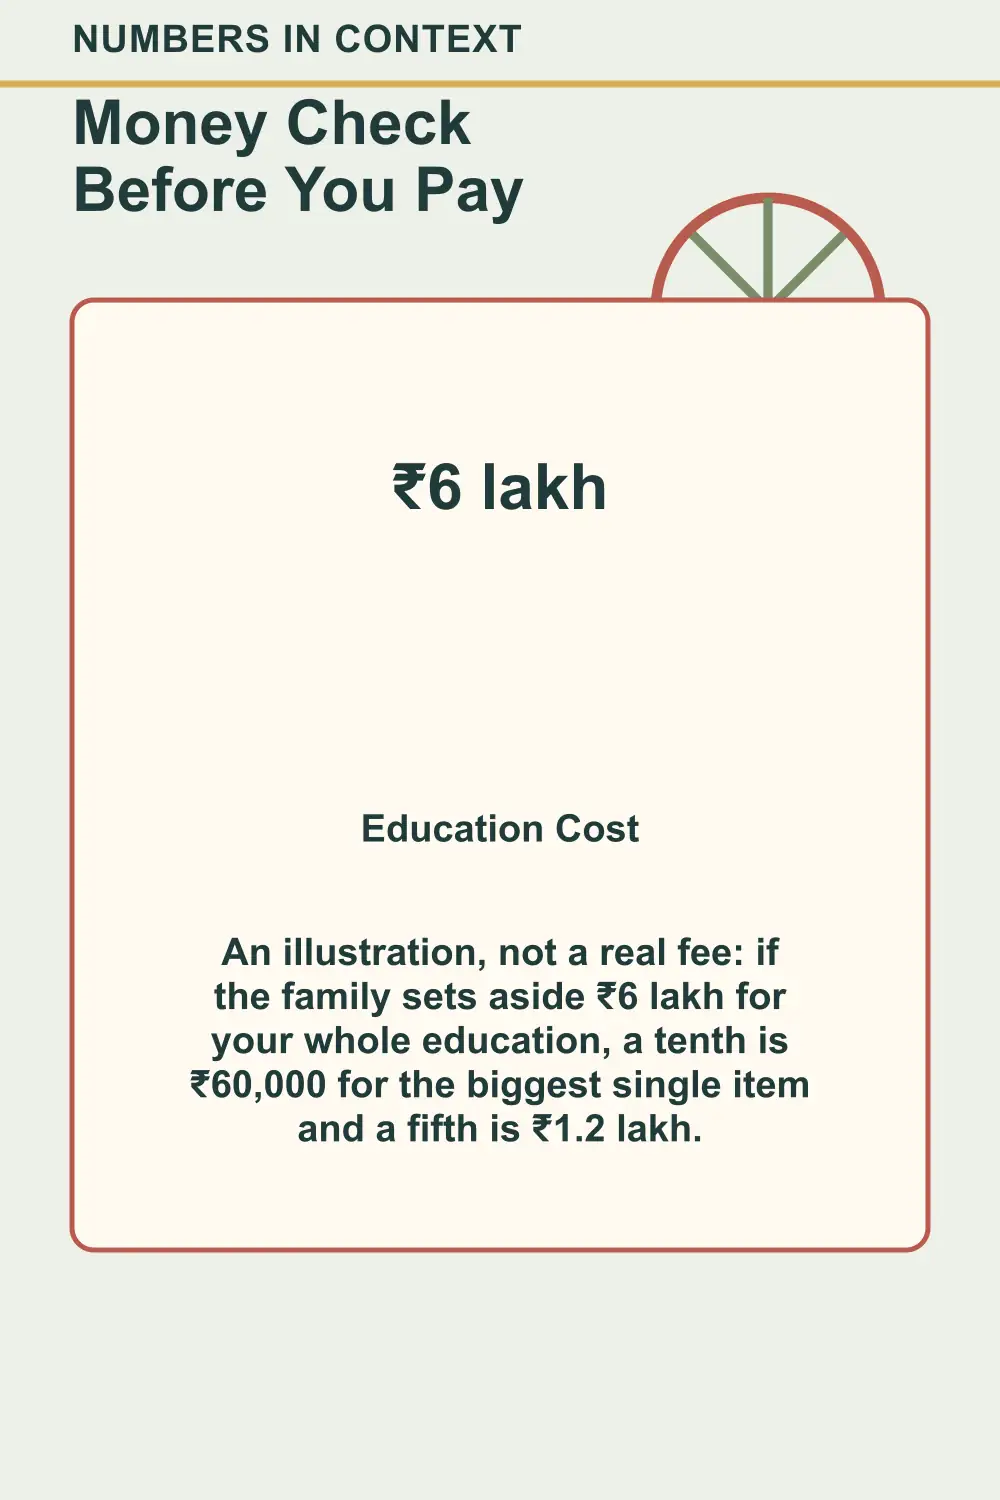 NUMBERS IN CONTEXT
Money Check
Before You Pay
₹6 lakh
Education Cost
An illustration, not a real fee: if
the family sets aside ₹6 lakh for
your whole education, a tenth is
₹60,000 for the biggest single item
and a fifth is ₹1.2 lakh.